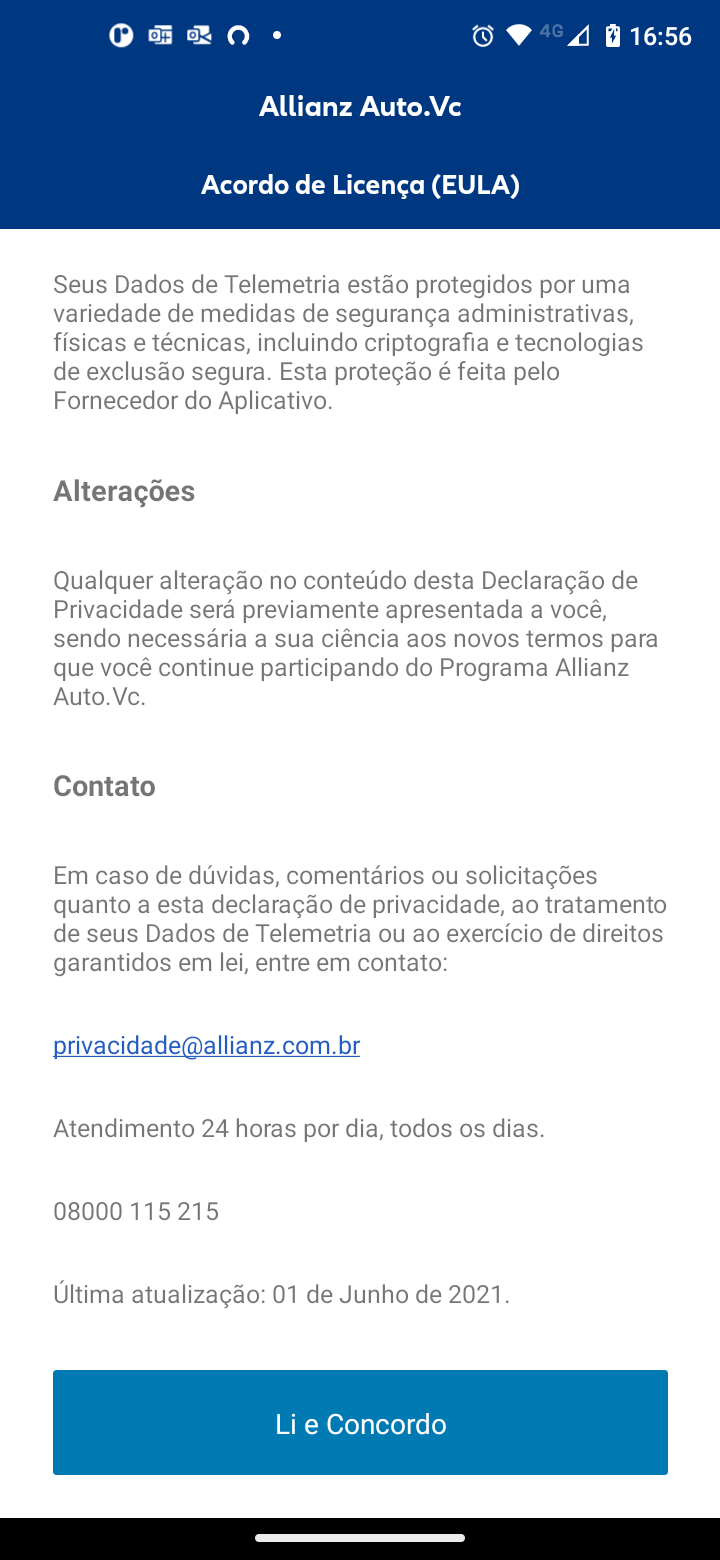 4G 16:56
Allianz Auto.Vc
Acordo de Licença (EULA)
Seus Dados de Telemetria estão protegidos por uma
variedade de medidas de segurança administrativas,
físicas e técnicas, incluindo criptografia e tecnologias
de exclusão segura. Esta proteção é feita pelo
Fornecedor do Aplicativo.
Alterações
Qualquer alteração no conteúdo desta Declaração de
Privacidade será previamente apresentada a você,
sendo necessária a sua ciência aos novos termos para
que você continue participando do Programa Allianz
Auto.Vc.
Contato
Em caso de dúvidas, comentários ou solicitações
quanto a esta declaração de privacidade, ao tratamento
de seus Dados de Telemetria ou ao exercício de direitos
garantidos em lei, entre em contato:
privacidade@allianz.com.br
Atendimento 24 horas por dia, todos os dias.
08000 115 215
Última atualização: 01 de Junho de 2021.
Li e Concordo